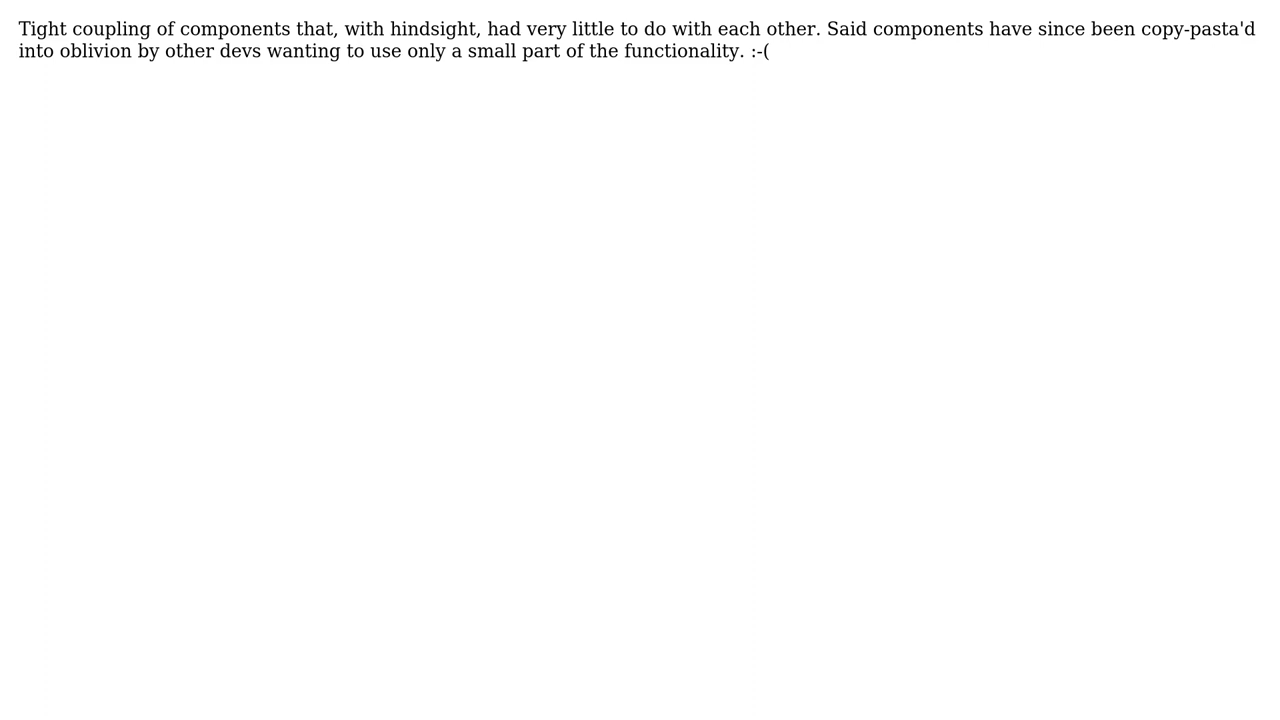 Tight coupling of components that, with hindsight, had very little to do with each other. Said components have since been copy-pasta'd
into oblivion by other devs wanting to use only a small part of the functionality. :-(